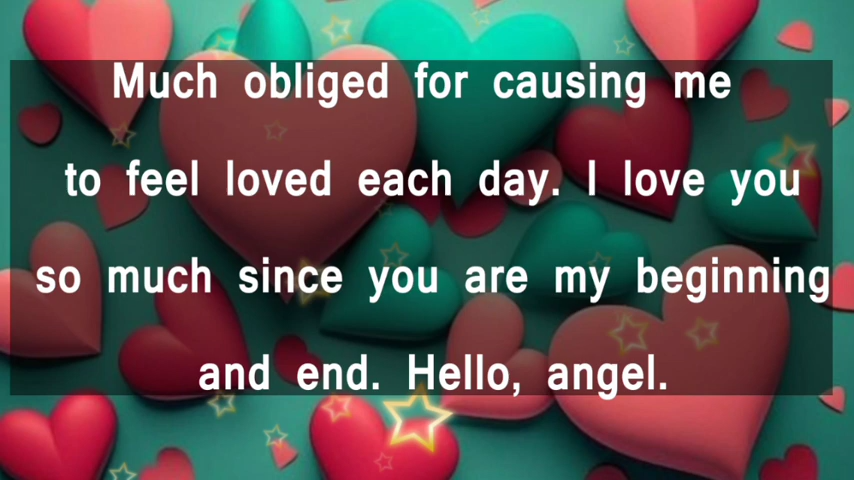 Much obliged for causing me
to feel loved each day. I love you
so much since you are my beginning
and end. Hello, angel.